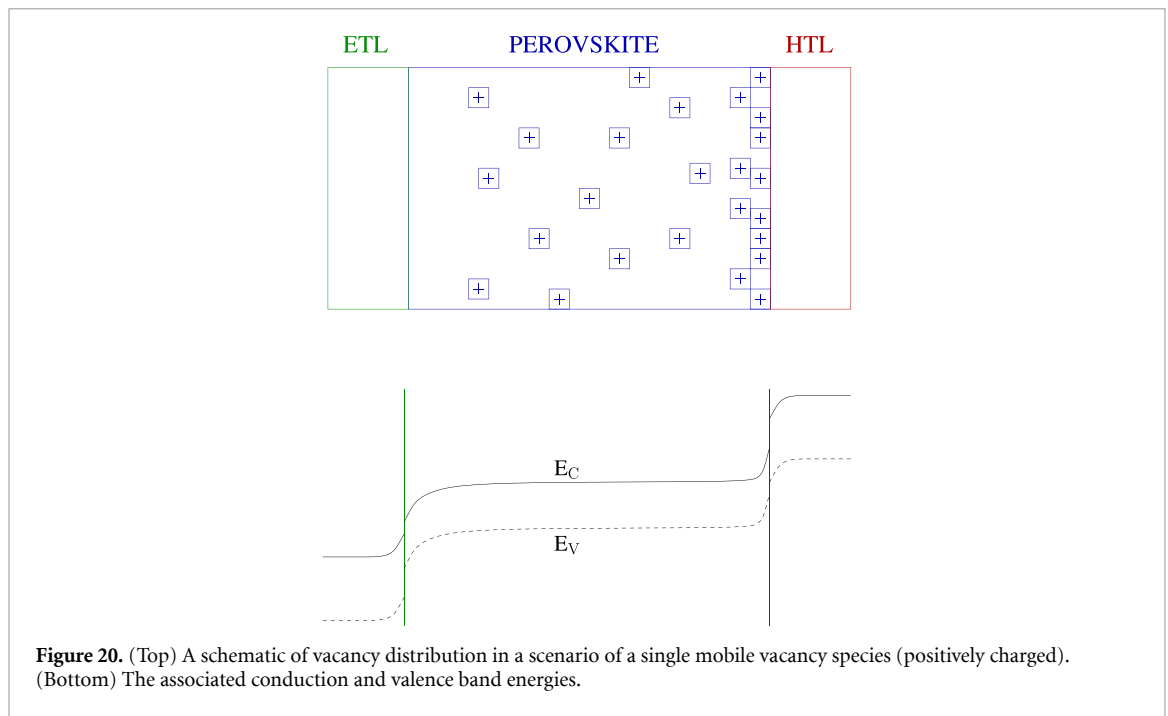 ETL PEROVSKITE HTL
E_C
E_V
Figure 20. (Top) A schematic of vacancy distribution in a scenario of a single mobile vacancy species (positively charged).
(Bottom) The associated conduction and valence band energies.